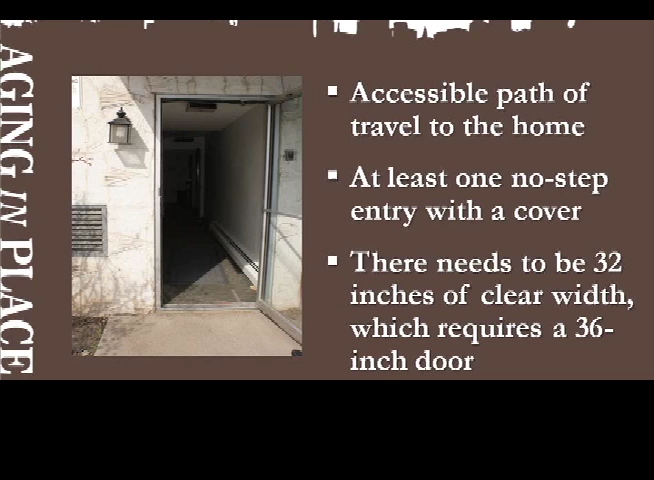 AGING IN PLACE
Accessible path of
travel to the home
At least one no-step
entry with a cover
There needs to be 32
inches of clear width,
which requires a 36-
inch door